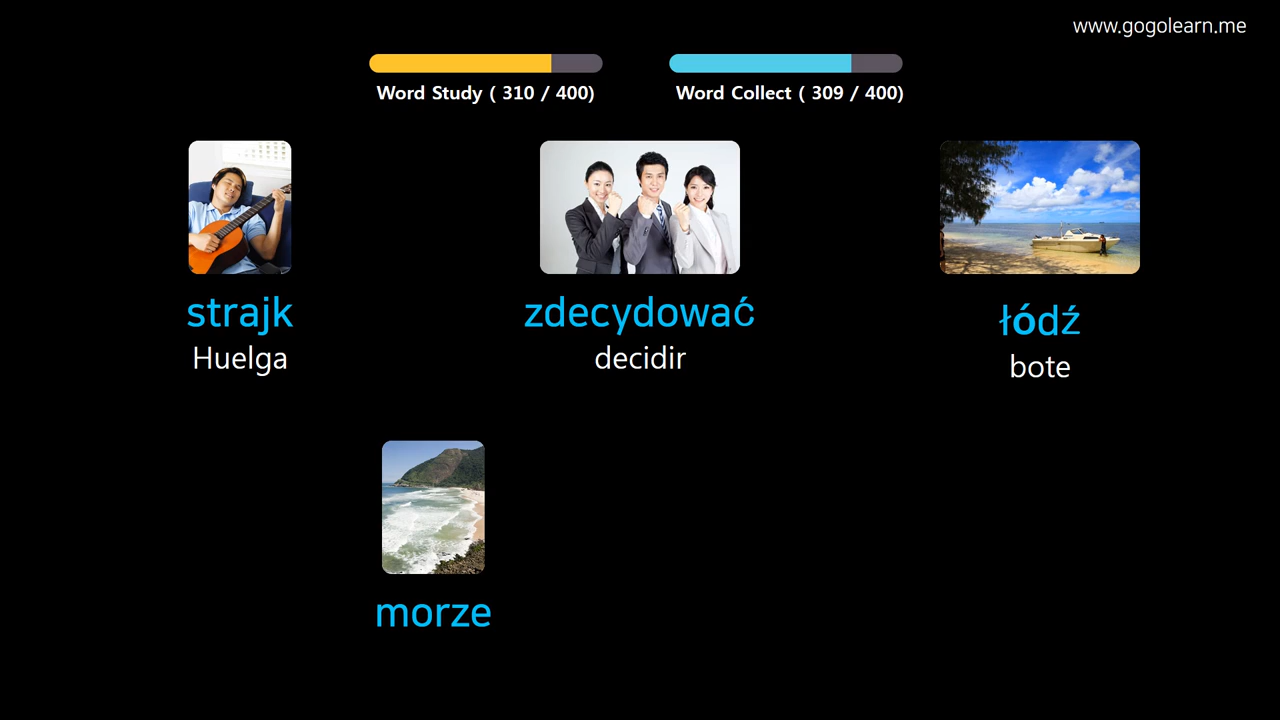 www.gogolearn.me
Word Study ( 310 / 400)
Word Collect ( 309 / 400)
strajk
Huelga
zdecydować
decidir
łódź
bote
morze